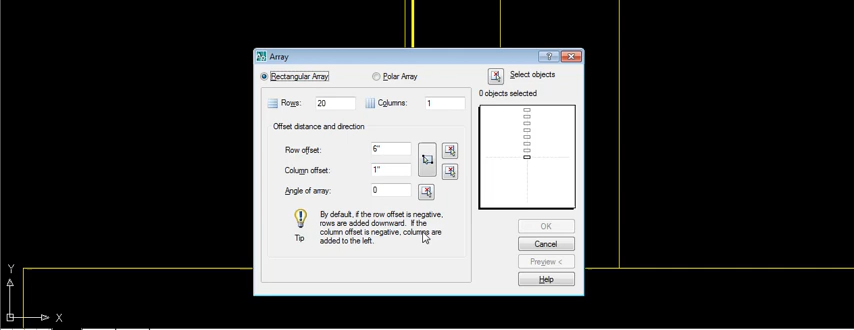 Array
Rectangular Array
Polar Array
Select objects
0 objects selected
Rows: 20
Columns: 1
Offset distance and direction
Row offset: 6"
Column offset: 1"
Angle of array: 0
By default, if the row offset is negative,
rows are added downward. If the
column offset is negative, columns are
added to the left.
Tip
OK
Cancel
Preview <
Help
Y
X